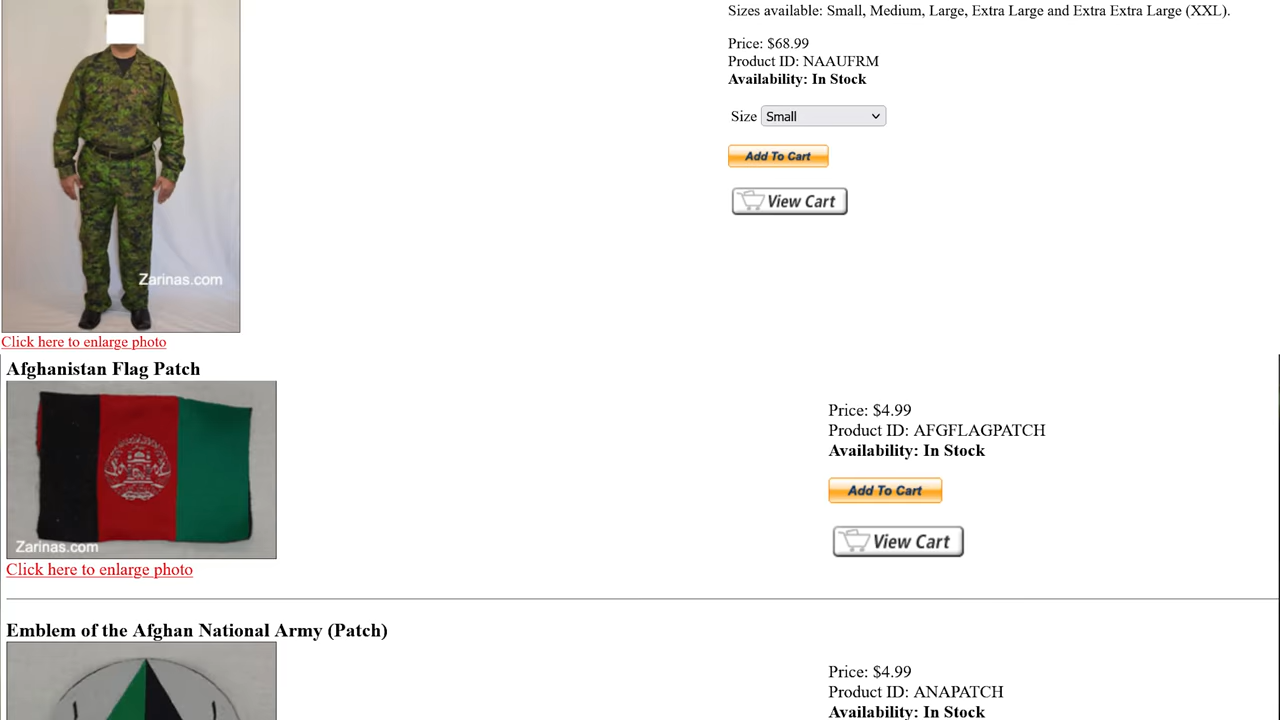 Sizes available: Small, Medium, Large, Extra Large and Extra Extra Large (XXL).
Price: $68.99
Product ID: NAAUFRM
Availability: In Stock
Size Small
Add To Cart
View Cart
Zarinas.com
Click here to enlarge photo
Afghanistan Flag Patch
Price: $4.99
Product ID: AFGFLAGPATCH
Availability: In Stock
Add To Cart
View Cart
Zarinas.com
Click here to enlarge photo
Emblem of the Afghan National Army (Patch)
Price: $4.99
Product ID: ANAPATCH
Availability: In Stock